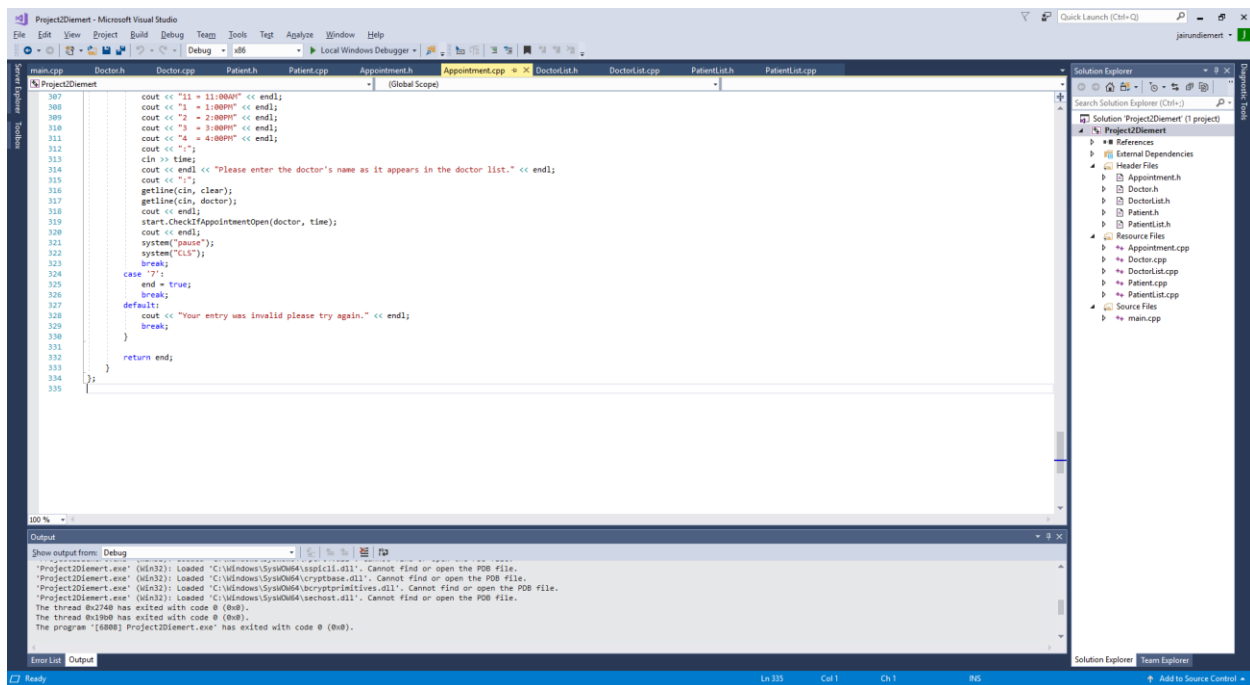 Project2Diemert - Microsoft Visual Studio
Quick Launch (Ctrl+Q)
File Edit View Project Build Debug Team Tools Test Analyze Window Help
jairundiemert
Debug x86 Local Windows Debugger
Server Explorer
Toolbox
main.cpp Doctor.h Doctor.cpp Patient.h Patient.cpp Appointment.h Appointment.cpp DoctorList.h DoctorList.cpp PatientList.h PatientList.cpp
Project2Diemert (Global Scope)
307 cout << "11 = 11:00AM" << endl;
308 cout << "1  = 1:00PM" << endl;
309 cout << "2  = 2:00PM" << endl;
310 cout << "3  = 3:00PM" << endl;
311 cout << "4  = 4:00PM" << endl;
312 cout << ":";
313 cin >> time;
314 cout << endl << "Please enter the doctor's name as it appears in the doctor list." << endl;
315 cout << ":";
316 getline(cin, clear);
317 getline(cin, doctor);
318 cout << endl;
319 start.CheckIfAppointmentOpen(doctor, time);
320 cout << endl;
321 system("pause");
322 system("CLS");
323 break;
324 case '7':
325 end = true;
326 break;
327 default:
328 cout << "Your entry was invalid please try again." << endl;
329 break;
330 }
331
332 return end;
333 }
334 };
335
100 %
Output
Show output from: Debug
'Project2Diemert.exe' (Win32): Loaded 'C:\Windows\SysWOW64\sspicli.dll'. Cannot find or open the PDB file.
'Project2Diemert.exe' (Win32): Loaded 'C:\Windows\SysWOW64\cryptbase.dll'. Cannot find or open the PDB file.
'Project2Diemert.exe' (Win32): Loaded 'C:\Windows\SysWOW64\bcryptprimitives.dll'. Cannot find or open the PDB file.
'Project2Diemert.exe' (Win32): Loaded 'C:\Windows\SysWOW64\sechost.dll'. Cannot find or open the PDB file.
The thread 0x2740 has exited with code 0 (0x0).
The thread 0x19b0 has exited with code 0 (0x0).
The program '[6808] Project2Diemert.exe' has exited with code 0 (0x0).
Error List Output
Solution Explorer
Search Solution Explorer (Ctrl+;)
Solution 'Project2Diemert' (1 project)
Project2Diemert
References
External Dependencies
Header Files
Appointment.h
Doctor.h
DoctorList.h
Patient.h
PatientList.h
Resource Files
Appointment.cpp
Doctor.cpp
DoctorList.cpp
Patient.cpp
PatientList.cpp
Source Files
main.cpp
Solution Explorer Team Explorer
Diagnostic Tools
Ready Ln 335 Col 1 Ch 1 INS Add to Source Control